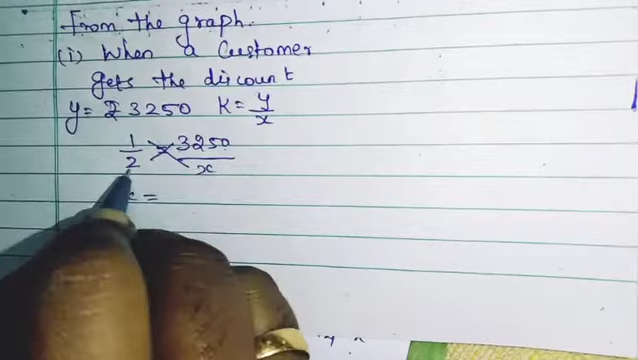 From the graph.
(i) When a Customer
gets the discount
y = ₹3250 K = y/x
1/2 = 3250/x
x =